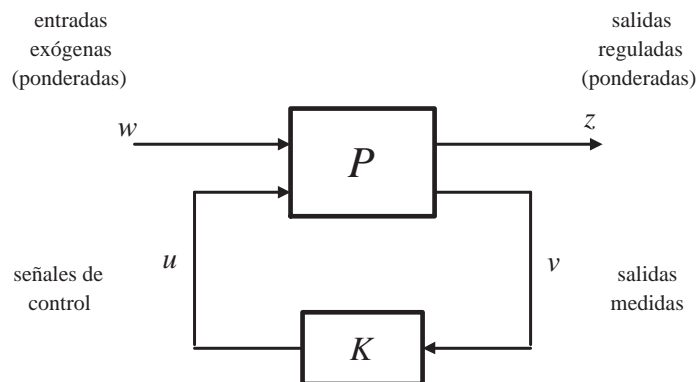 entradas
exógenas
(ponderadas)
salidas
reguladas
(ponderadas)
w
z
P
señales de
control
u
v
salidas
medidas
K